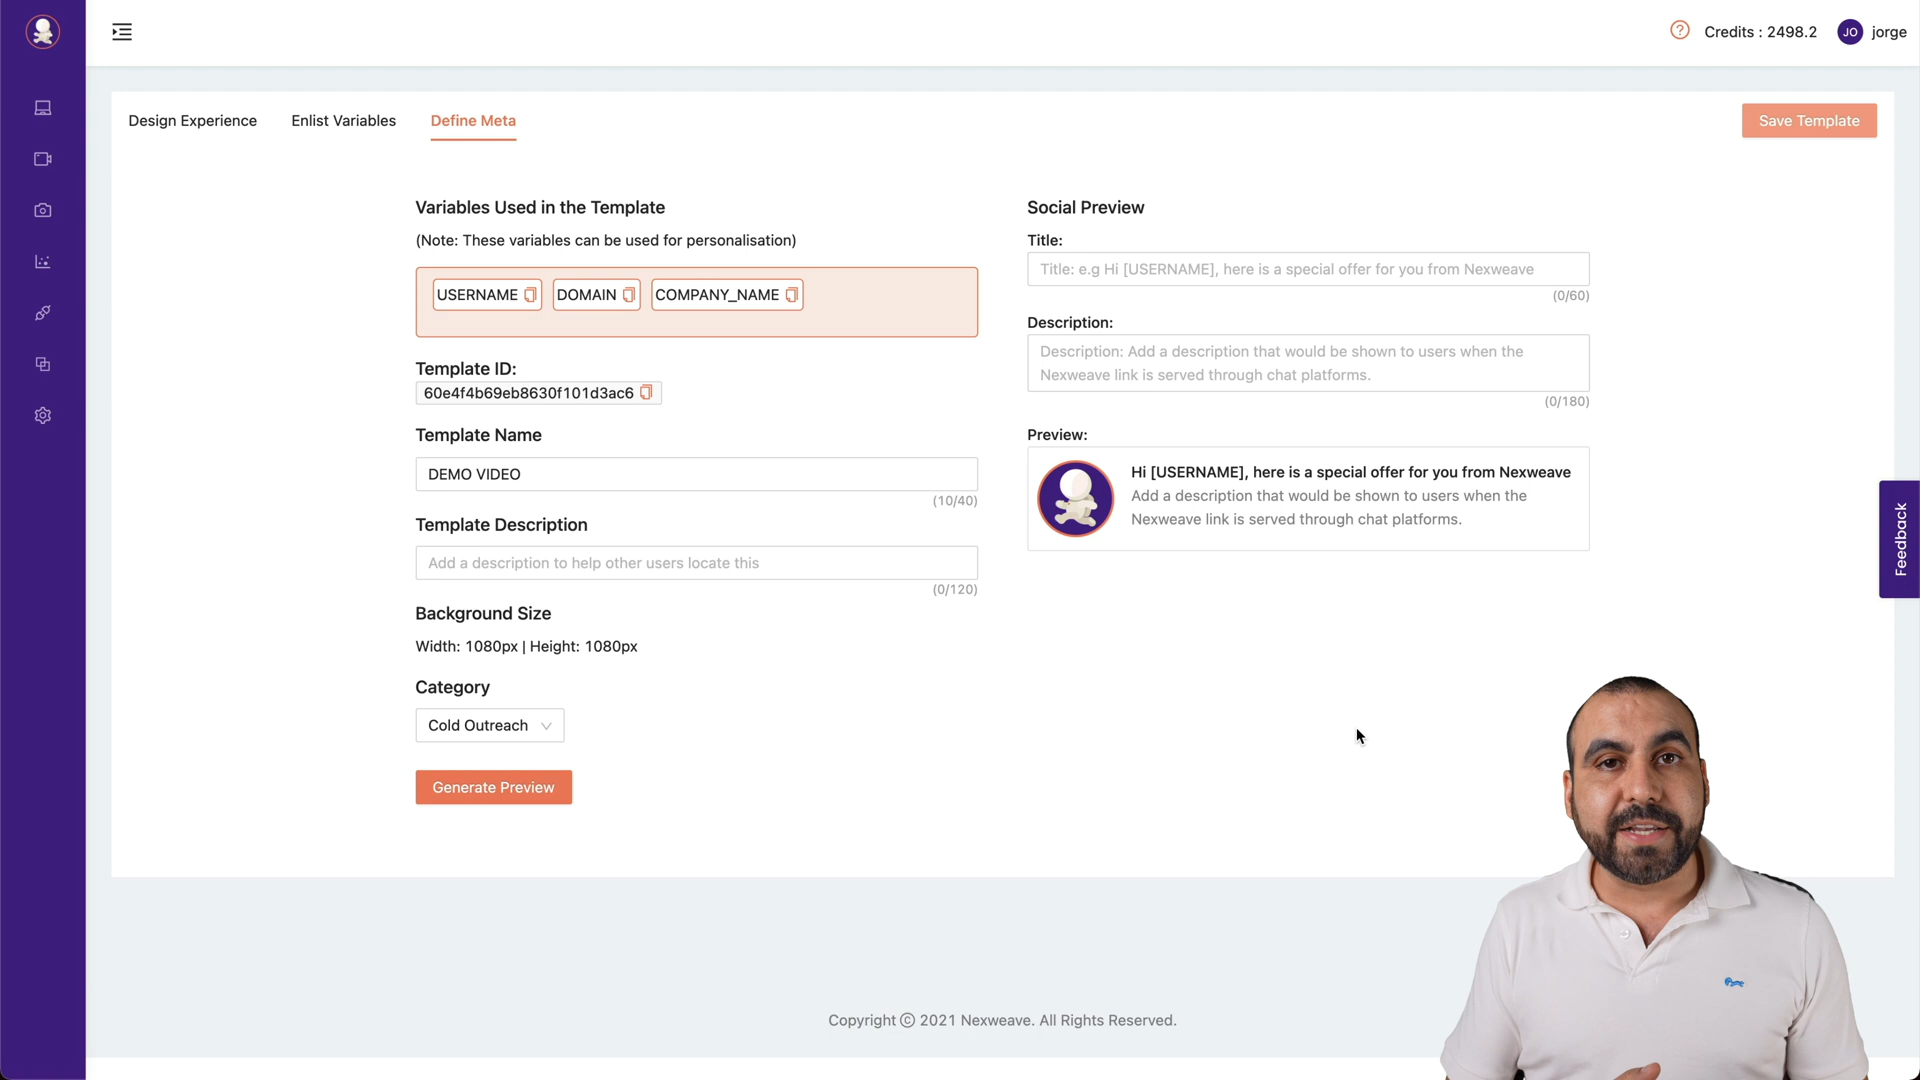 Credits : 2498.2
JO
jorge
Design Experience
Enlist Variables
Define Meta
Save Template
Variables Used in the Template
(Note: These variables can be used for personalisation)
USERNAME
DOMAIN
COMPANY_NAME
Template ID:
60e4f4b69eb8630f101d3ac6
Template Name
DEMO VIDEO
(10/40)
Template Description
Add a description to help other users locate this
(0/120)
Background Size
Width: 1080px | Height: 1080px
Category
Cold Outreach
Generate Preview
Social Preview
Title:
Title: e.g Hi [USERNAME], here is a special offer for you from Nexweave
(0/60)
Description:
Description: Add a description that would be shown to users when the
Nexweave link is served through chat platforms.
(0/180)
Preview:
Hi [USERNAME], here is a special offer for you from Nexweave
Add a description that would be shown to users when the
Nexweave link is served through chat platforms.
Feedback
Copyright © 2021 Nexweave. All Rights Reserved.